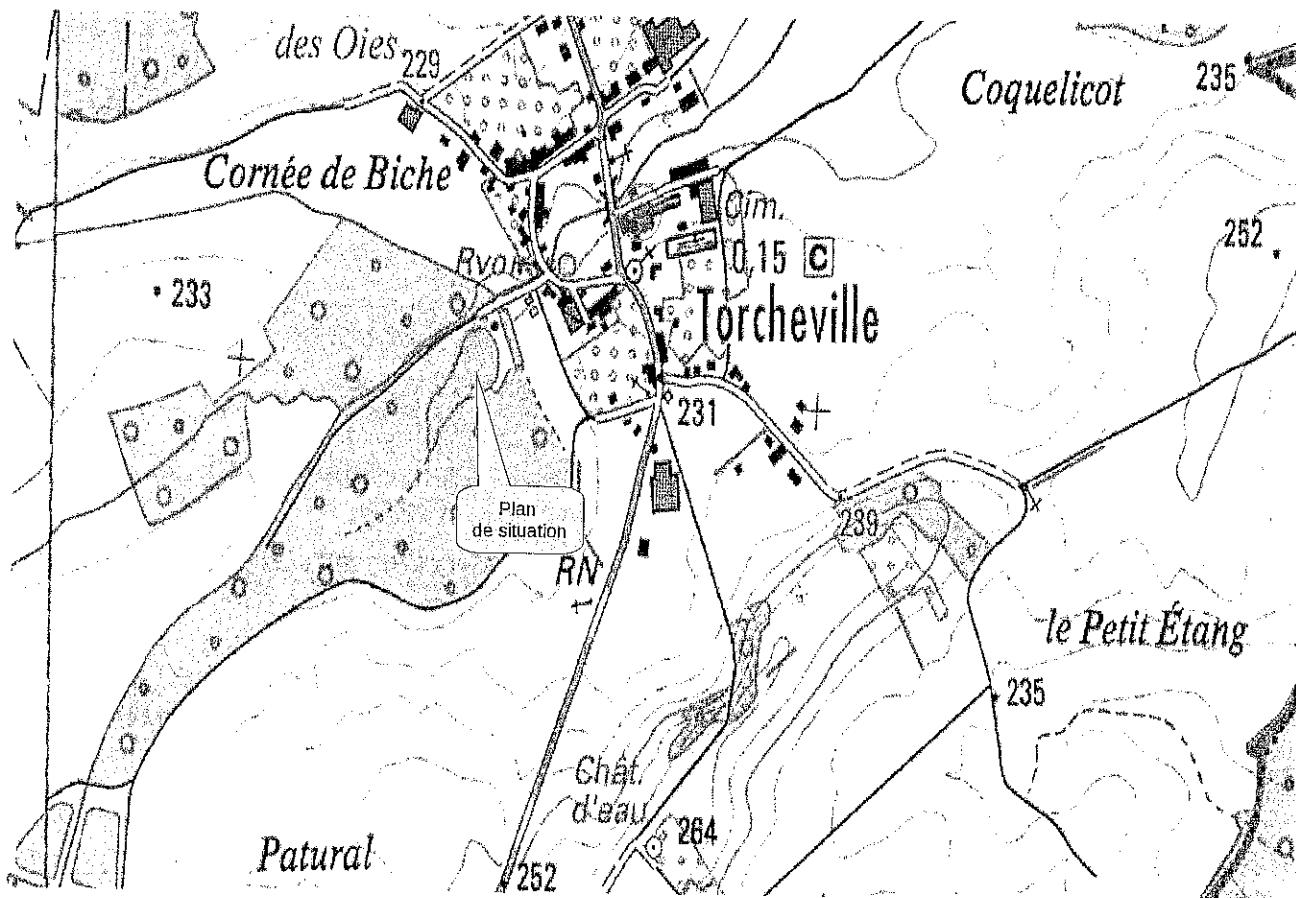 des Oies
229
Coquelicot
235
Cornée de Biche
Cim.
252
0,15 C
233
Torcheville
231
Plan
de situation
239
RN
le Petit Étang
235
Chât.
d'eau
264
Patural
252